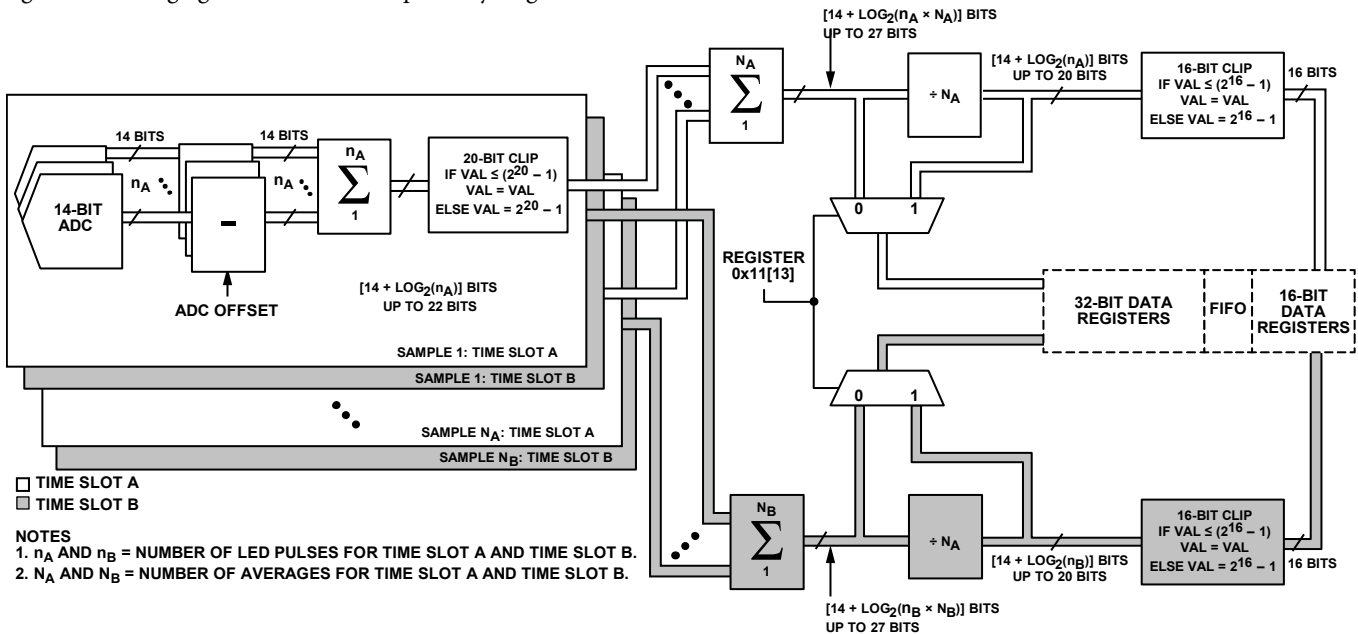 [14 + LOG2(nA × NA)] BITS
UP TO 27 BITS
NA
Σ
1
÷ NA
[14 + LOG2(nA)] BITS
UP TO 20 BITS
16-BIT CLIP
IF VAL ≤ (2^16 – 1)
VAL = VAL
ELSE VAL = 2^16 – 1
16 BITS
14 BITS
14 BITS
nA
nA
14-BIT
ADC
–
ADC OFFSET
nA
Σ
1
20-BIT CLIP
IF VAL ≤ (2^20 – 1)
VAL = VAL
ELSE VAL = 2^20 – 1
[14 + LOG2(nA)] BITS
UP TO 22 BITS
SAMPLE 1: TIME SLOT A
SAMPLE 1: TIME SLOT B
SAMPLE NA: TIME SLOT A
SAMPLE NB: TIME SLOT B
0 1
REGISTER
0x11[13]
32-BIT DATA
REGISTERS
FIFO
16-BIT
DATA
REGISTERS
0 1
TIME SLOT A
TIME SLOT B
NOTES
1. nA AND nB = NUMBER OF LED PULSES FOR TIME SLOT A AND TIME SLOT B.
2. NA AND NB = NUMBER OF AVERAGES FOR TIME SLOT A AND TIME SLOT B.
NB
Σ
1
÷ NA
[14 + LOG2(nB)] BITS
UP TO 20 BITS
16-BIT CLIP
IF VAL ≤ (2^16 – 1)
VAL = VAL
ELSE VAL = 2^16 – 1
16 BITS
[14 + LOG2(nB × NB)] BITS
UP TO 27 BITS